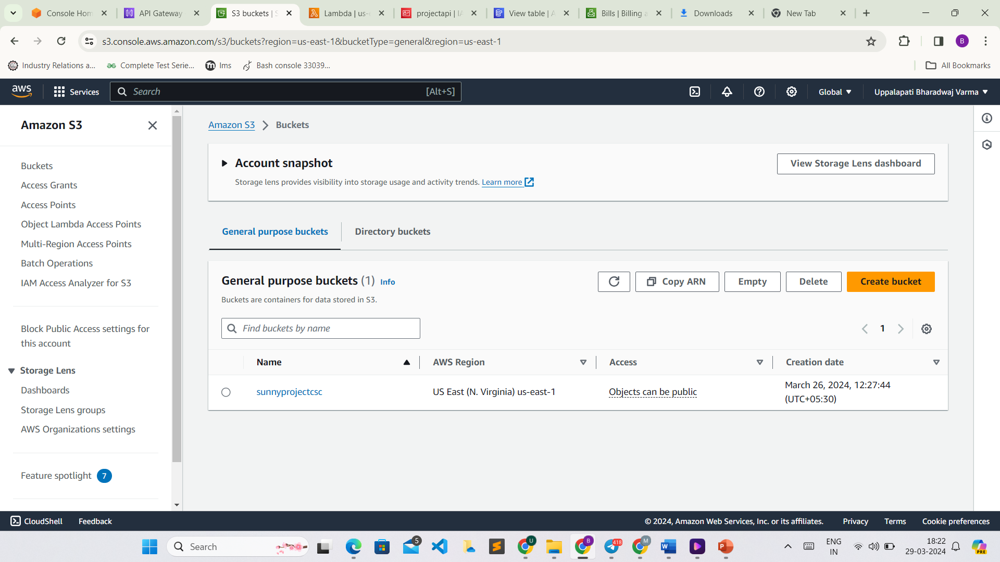 Console Hom
API Gateway
S3 buckets | S
Lambda | us-e
projectapi | IA
View table | A
Bills | Billing a
Downloads
New Tab
s3.console.aws.amazon.com/s3/buckets?region=us-east-1&bucketType=general&region=us-east-1
B
Industry Relations a...
Complete Test Serie...
lms
Bash console 33039...
All Bookmarks
aws
Services
Search
[Alt+S]
Global
Uppalapati Bharadwaj Varma
Amazon S3
Buckets
Access Grants
Access Points
Object Lambda Access Points
Multi-Region Access Points
Batch Operations
IAM Access Analyzer for S3
Block Public Access settings for
this account
Storage Lens
Dashboards
Storage Lens groups
AWS Organizations settings
Feature spotlight 7
Amazon S3 > Buckets
Account snapshot
View Storage Lens dashboard
Storage lens provides visibility into storage usage and activity trends. Learn more
General purpose buckets
Directory buckets
General purpose buckets (1) Info
Copy ARN
Empty
Delete
Create bucket
Buckets are containers for data stored in S3.
Find buckets by name
1
Name
AWS Region
Access
Creation date
sunnyprojectcsc
US East (N. Virginia) us-east-1
Objects can be public
March 26, 2024, 12:27:44
(UTC+05:30)
CloudShell
Feedback
© 2024, Amazon Web Services, Inc. or its affiliates.
Privacy
Terms
Cookie preferences
Search
5
U
B
418
M
ENG
IN
18:22
29-03-2024
PRE